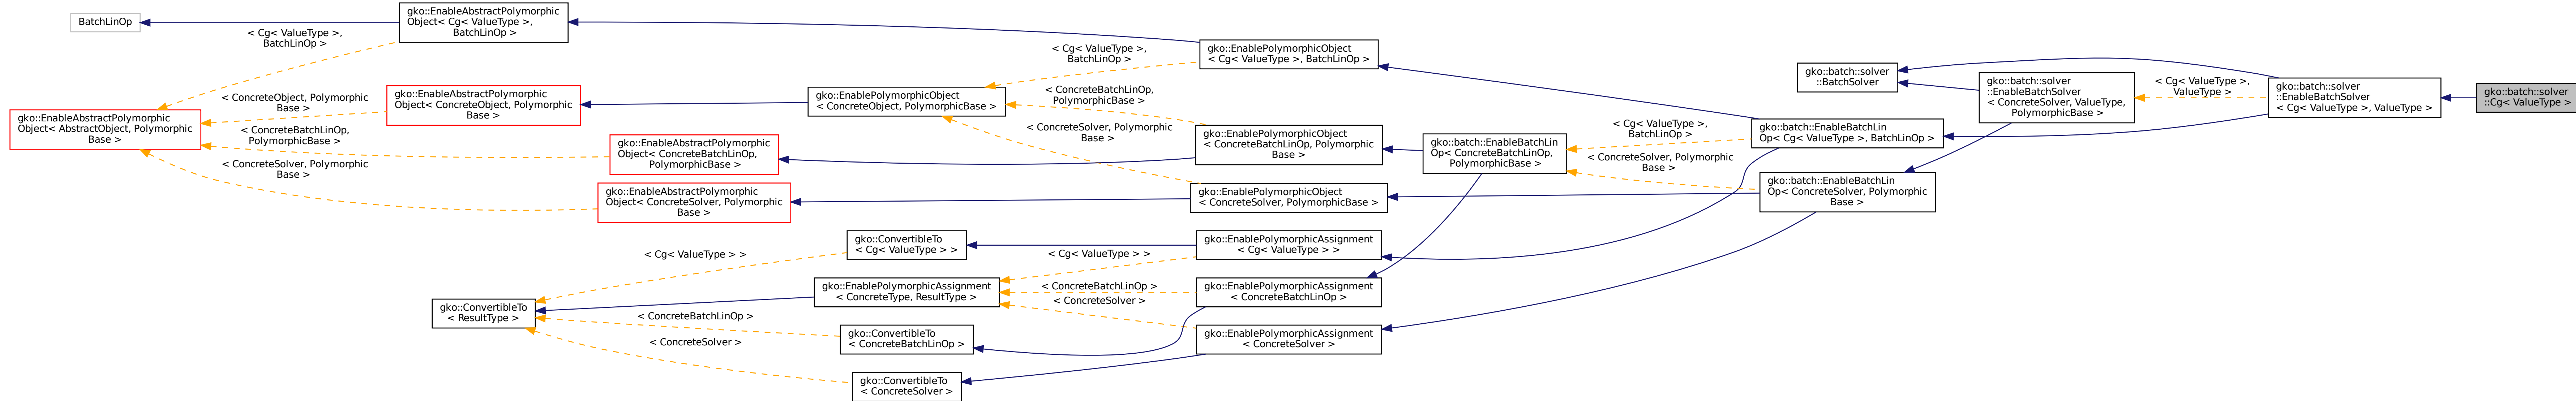 BatchLinOp
gko::EnableAbstractPolymorphic
Object< Cg< ValueType >,
BatchLinOp >
< Cg< ValueType >,
BatchLinOp >
gko::EnableAbstractPolymorphic
Object< AbstractObject, Polymorphic
Base >
< ConcreteObject, Polymorphic
Base >
gko::EnableAbstractPolymorphic
Object< ConcreteObject, Polymorphic
Base >
< ConcreteBatchLinOp,
PolymorphicBase >
gko::EnableAbstractPolymorphic
Object< ConcreteBatchLinOp,
PolymorphicBase >
< ConcreteSolver, Polymorphic
Base >
gko::EnableAbstractPolymorphic
Object< ConcreteSolver, Polymorphic
Base >
gko::EnablePolymorphicObject
< ConcreteObject, PolymorphicBase >
< Cg< ValueType >,
BatchLinOp >
gko::EnablePolymorphicObject
< Cg< ValueType >, BatchLinOp >
< ConcreteBatchLinOp,
PolymorphicBase >
gko::EnablePolymorphicObject
< ConcreteBatchLinOp, Polymorphic
Base >
< ConcreteSolver, Polymorphic
Base >
gko::EnablePolymorphicObject
< ConcreteSolver, PolymorphicBase >
gko::batch::EnableBatchLin
Op< ConcreteBatchLinOp,
PolymorphicBase >
< Cg< ValueType >,
BatchLinOp >
gko::batch::EnableBatchLin
Op< Cg< ValueType >, BatchLinOp >
< ConcreteSolver, Polymorphic
Base >
gko::batch::EnableBatchLin
Op< ConcreteSolver, Polymorphic
Base >
gko::batch::solver
::BatchSolver
gko::batch::solver
::EnableBatchSolver
< ConcreteSolver, ValueType,
PolymorphicBase >
< Cg< ValueType >,
ValueType >
gko::batch::solver
::EnableBatchSolver
< Cg< ValueType >, ValueType >
gko::batch::solver
::Cg< ValueType >
gko::ConvertibleTo
< ResultType >
< Cg< ValueType > >
gko::ConvertibleTo
< Cg< ValueType > >
gko::EnablePolymorphicAssignment
< ConcreteType, ResultType >
< Cg< ValueType > >
gko::EnablePolymorphicAssignment
< Cg< ValueType > >
< ConcreteBatchLinOp >
gko::EnablePolymorphicAssignment
< ConcreteBatchLinOp >
< ConcreteSolver >
gko::EnablePolymorphicAssignment
< ConcreteSolver >
< ConcreteBatchLinOp >
gko::ConvertibleTo
< ConcreteBatchLinOp >
< ConcreteSolver >
gko::ConvertibleTo
< ConcreteSolver >